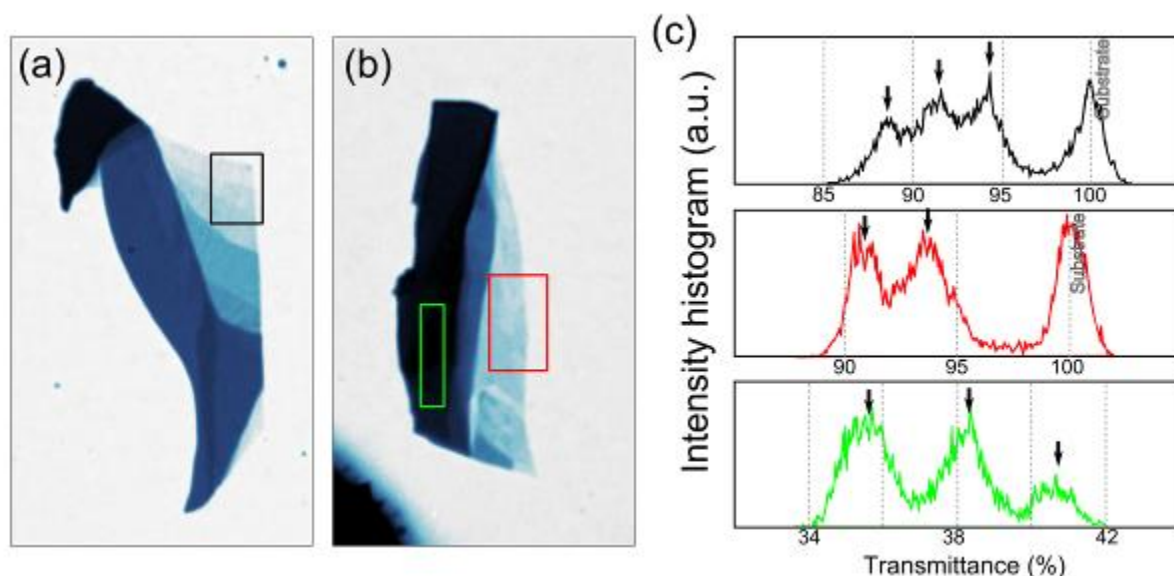 (a)
(b)
(c)
Intensity histogram (a.u.)
Substrate
85 90 95 100
Substrate
90 95 100
34 38 42
Transmittance (%)